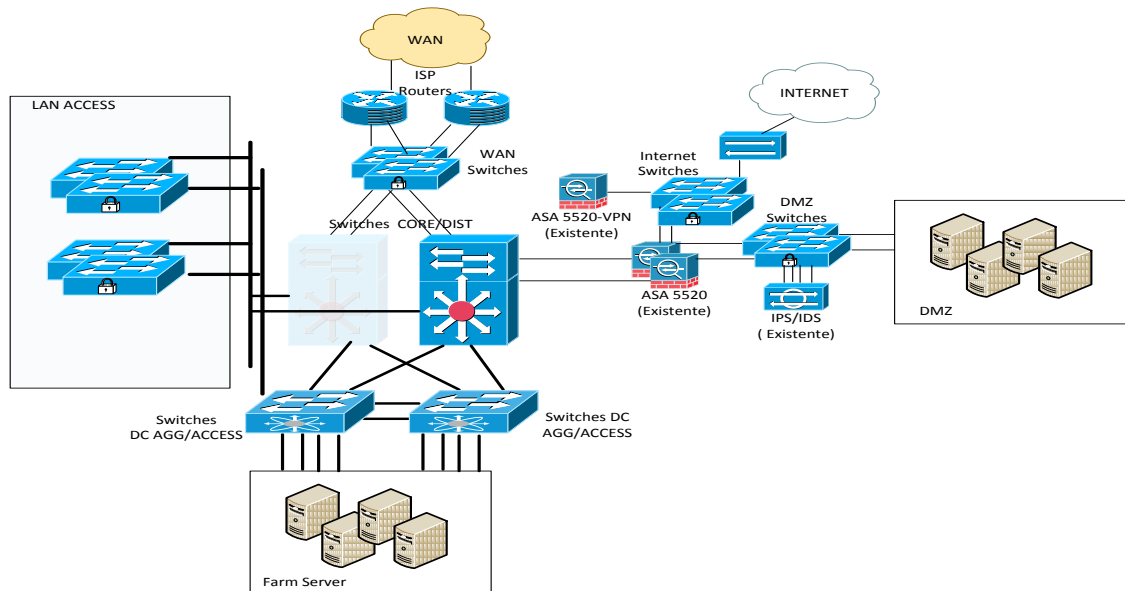 WAN
ISP
Routers
LAN ACCESS
INTERNET
WAN
Switches
Internet
Switches
ASA 5520-VPN
(Existente)
DMZ
Switches
Switches CORE/DIST
ASA 5520
(Existente)
IPS/IDS
( Existente)
DMZ
Switches
DC AGG/ACCESS
Switches DC
AGG/ACCESS
Farm Server